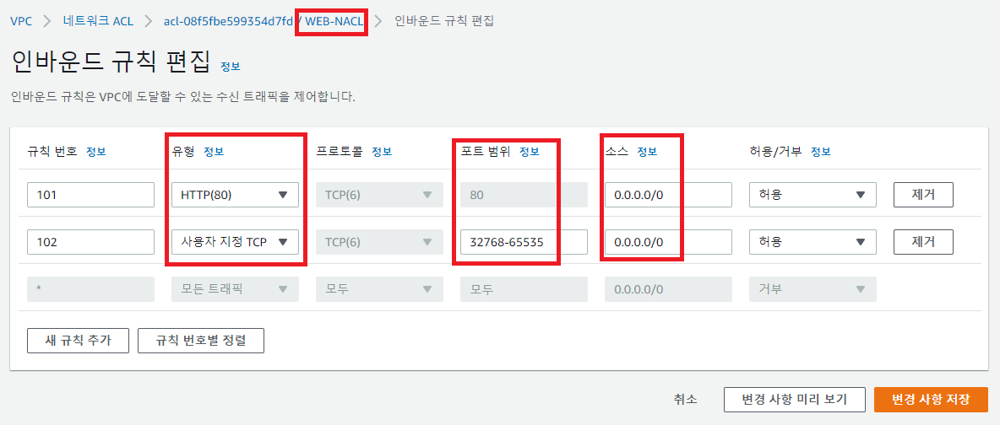 VPC > 네트워크 ACL > acl-08f5fbe599354d7fd / WEB-NACL > 인바운드 규칙 편집
인바운드 규칙 편집 정보
인바운드 규칙은 VPC에 도달할 수 있는 수신 트래픽을 제어합니다.
규칙 번호 정보 유형 정보 프로토콜 정보 포트 범위 정보 소스 정보 허용/거부 정보
101 HTTP(80) TCP(6) 80 0.0.0.0/0 허용 제거
102 사용자 지정 TCP TCP(6) 32768-65535 0.0.0.0/0 허용 제거
* 모든 트래픽 모두 모두 0.0.0.0/0 거부
새 규칙 추가 규칙 번호별 정렬
취소 변경 사항 미리 보기 변경 사항 저장